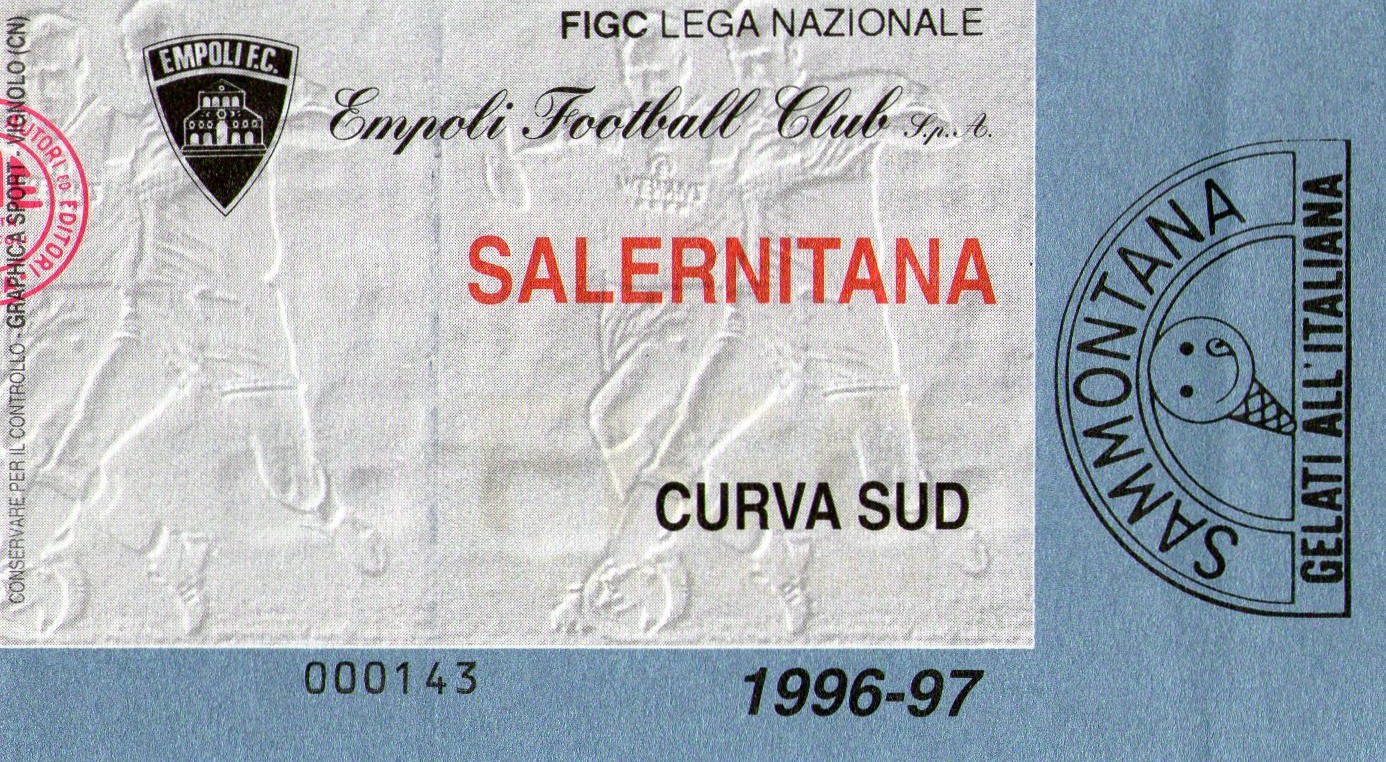 FIGC LEGA NAZIONALE
EMPOLI F.C.
Empoli Football Club S.p.A.
SALERNITANA
CURVA SUD
000143
1996-97
CONSERVARE PER IL CONTROLLO - GRAPHICA SPORT - VIGNOLO (CN)
EDITORI
SAMMONTANA
GELATI ALL'ITALIANA